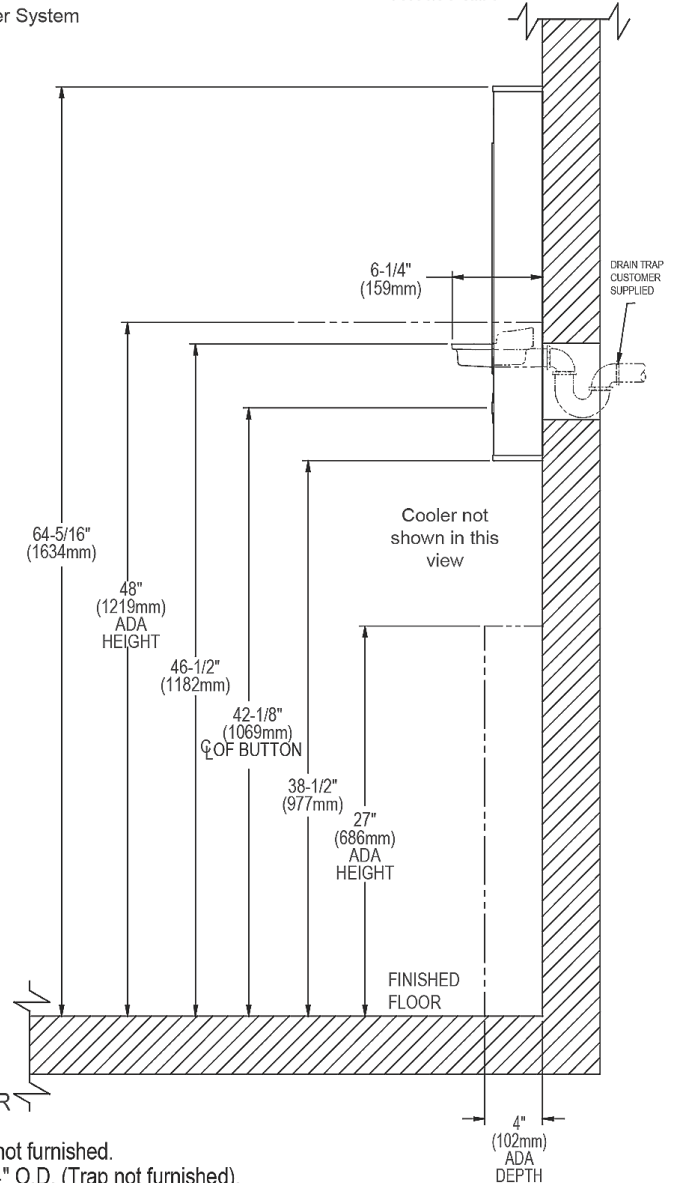 er System
6-1/4"
(159mm)
DRAIN TRAP
CUSTOMER
SUPPLIED
64-5/16"
(1634mm)
Cooler not
shown in this
view
48"
(1219mm)
ADA
HEIGHT
46-1/2"
(1182mm)
42-1/8"
(1069mm)
℄ OF BUTTON
38-1/2"
(977mm)
27"
(686mm)
ADA
HEIGHT
FINISHED
FLOOR
R
4"
(102mm)
ADA
DEPTH
not furnished.
" O.D. (Trap not furnished).